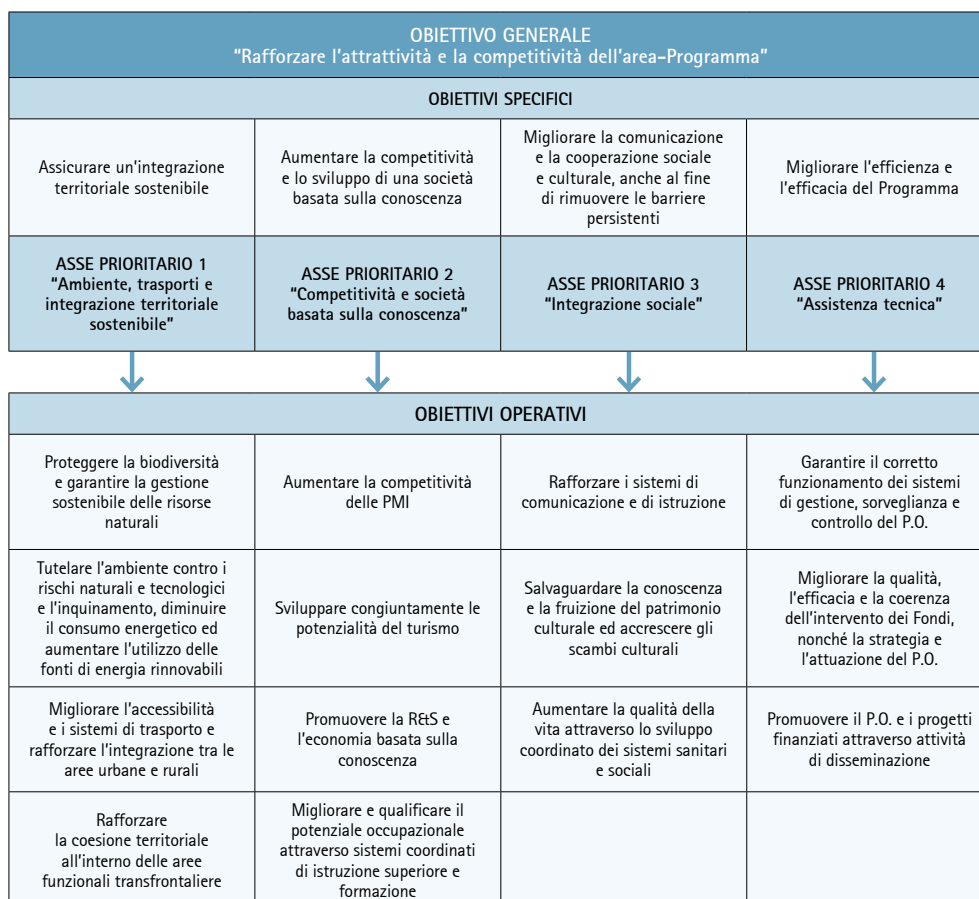 OBIETTIVO GENERALE
“Rafforzare l’attrattività e la competitività dell’area-Programma”
OBIETTIVI SPECIFICI
Assicurare un’integrazione
territoriale sostenibile
Aumentare la competitività
e lo sviluppo di una società
basata sulla conoscenza
Migliorare la comunicazione
e la cooperazione sociale
e culturale, anche al fine
di rimuovere le barriere
persistenti
Migliorare l’efficienza e
l’efficacia del Programma
ASSE PRIORITARIO 1
“Ambiente, trasporti e
integrazione territoriale
sostenibile”
ASSE PRIORITARIO 2
“Competitività e società
basata sulla conoscenza”
ASSE PRIORITARIO 3
“Integrazione sociale”
ASSE PRIORITARIO 4
“Assistenza tecnica”
OBIETTIVI OPERATIVI
Proteggere la biodiversità
e garantire la gestione
sostenibile delle risorse
naturali
Aumentare la competitività
delle PMI
Rafforzare i sistemi di
comunicazione e di istruzione
Garantire il corretto
funzionamento dei sistemi
di gestione, sorveglianza e
controllo del P.O.
Tutelare l’ambiente contro i
rischi naturali e tecnologici
e l’inquinamento, diminuire
il consumo energetico ed
aumentare l’utilizzo delle
fonti di energia rinnovabili
Sviluppare congiuntamente le
potenzialità del turismo
Salvaguardare la conoscenza
e la fruizione del patrimonio
culturale ed accrescere gli
scambi culturali
Migliorare la qualità,
l’efficacia e la coerenza
dell’intervento dei Fondi,
nonché la strategia e
l’attuazione del P.O.
Migliorare l’accessibilità
e i sistemi di trasporto e
rafforzare l’integrazione tra le
aree urbane e rurali
Promuovere la R&S e
l’economia basata sulla
conoscenza
Aumentare la qualità della
vita attraverso lo sviluppo
coordinato dei sistemi sanitari
e sociali
Promuovere il P.O. e i progetti
finanziati attraverso attività
di disseminazione
Rafforzare
la coesione territoriale
all’interno delle aree
funzionali transfrontaliere
Migliorare e qualificare il
potenziale occupazionale
attraverso sistemi coordinati
di istruzione superiore e
formazione